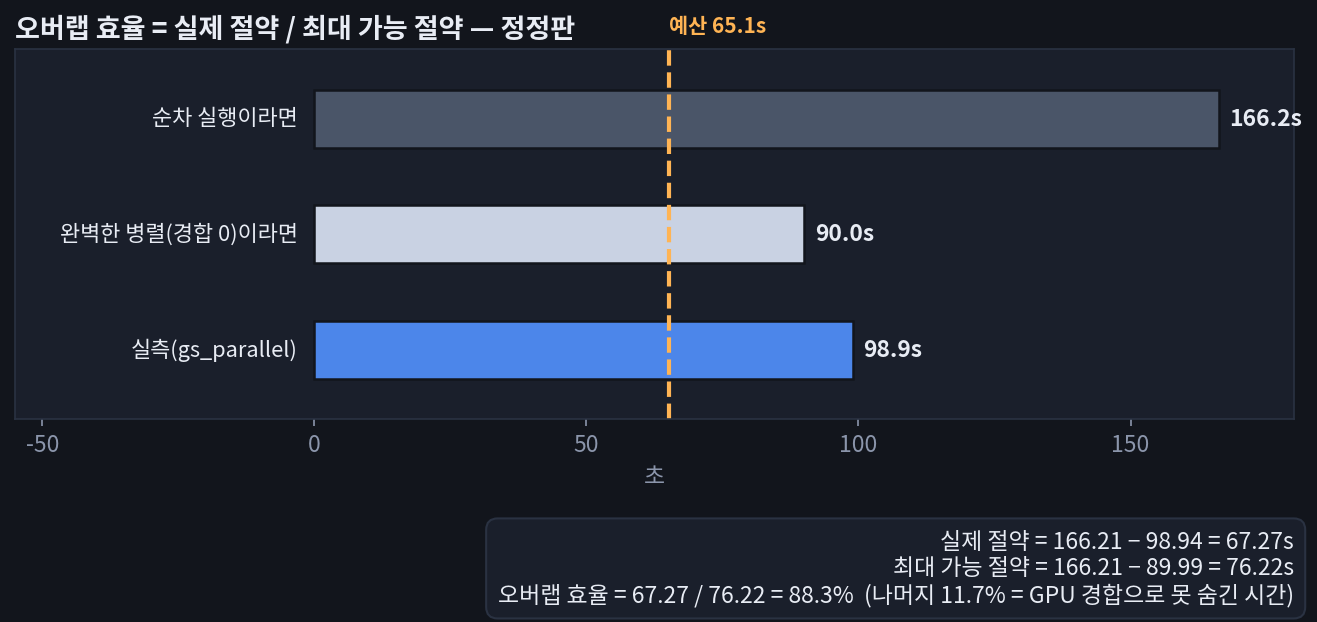 오버랩 효율 = 실제 절약 / 최대 가능 절약 — 정정판
예산 65.1s
순차 실행이라면
166.2s
완벽한 병렬(경합 0)이라면
90.0s
실측(gs_parallel)
98.9s
-50 0 50 100 150
초
실제 절약 = 166.21 − 98.94 = 67.27s
최대 가능 절약 = 166.21 − 89.99 = 76.22s
오버랩 효율 = 67.27 / 76.22 = 88.3% (나머지 11.7% = GPU 경합으로 못 숨긴 시간)